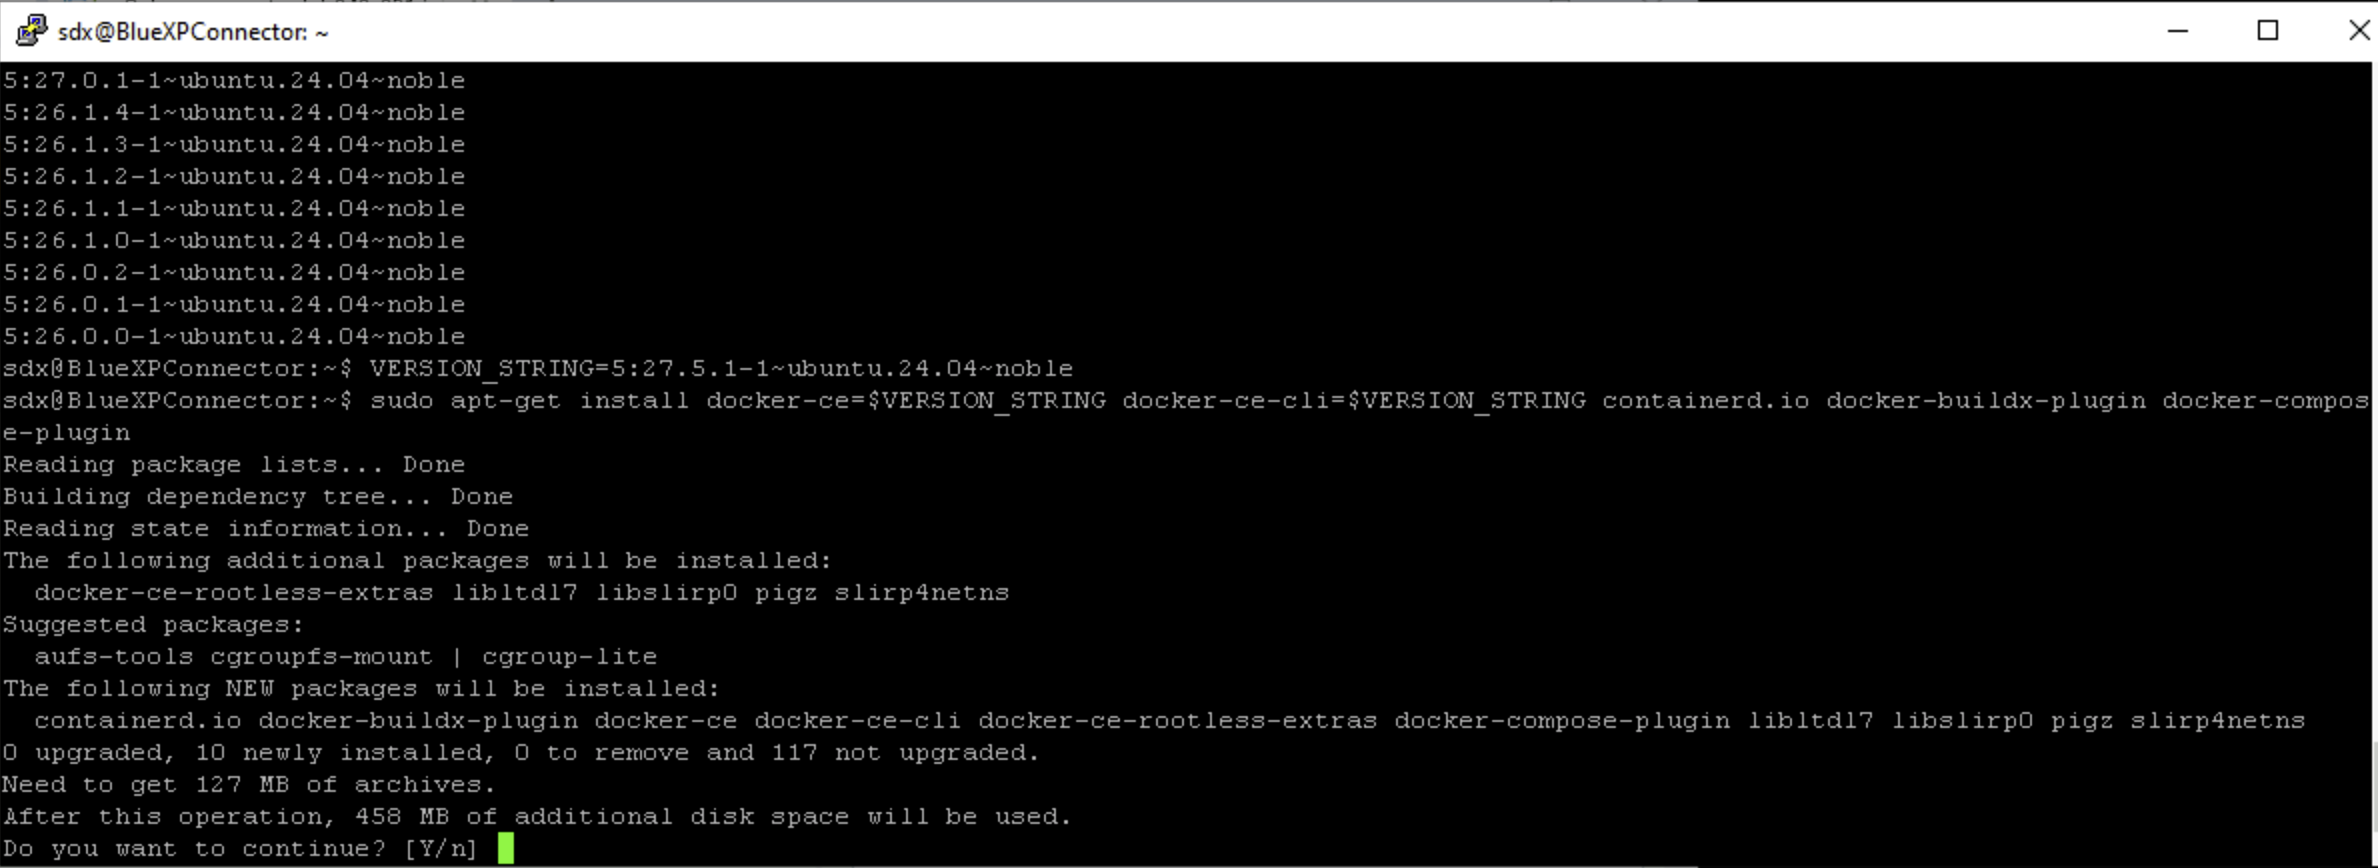 sdx@BlueXPConnector: ~
5:27.0.1-1~ubuntu.24.04~noble
5:26.1.4-1~ubuntu.24.04~noble
5:26.1.3-1~ubuntu.24.04~noble
5:26.1.2-1~ubuntu.24.04~noble
5:26.1.1-1~ubuntu.24.04~noble
5:26.1.0-1~ubuntu.24.04~noble
5:26.0.2-1~ubuntu.24.04~noble
5:26.0.1-1~ubuntu.24.04~noble
5:26.0.0-1~ubuntu.24.04~noble
sdx@BlueXPConnector:~$ VERSION_STRING=5:27.5.1-1~ubuntu.24.04~noble
sdx@BlueXPConnector:~$ sudo apt-get install docker-ce=$VERSION_STRING docker-ce-cli=$VERSION_STRING containerd.io docker-buildx-plugin docker-compos
e-plugin
Reading package lists... Done
Building dependency tree... Done
Reading state information... Done
The following additional packages will be installed:
  docker-ce-rootless-extras libltdl7 libslirp0 pigz slirp4netns
Suggested packages:
  aufs-tools cgroupfs-mount | cgroup-lite
The following NEW packages will be installed:
  containerd.io docker-buildx-plugin docker-ce docker-ce-cli docker-ce-rootless-extras docker-compose-plugin libltdl7 libslirp0 pigz slirp4netns
0 upgraded, 10 newly installed, 0 to remove and 117 not upgraded.
Need to get 127 MB of archives.
After this operation, 458 MB of additional disk space will be used.
Do you want to continue? [Y/n]